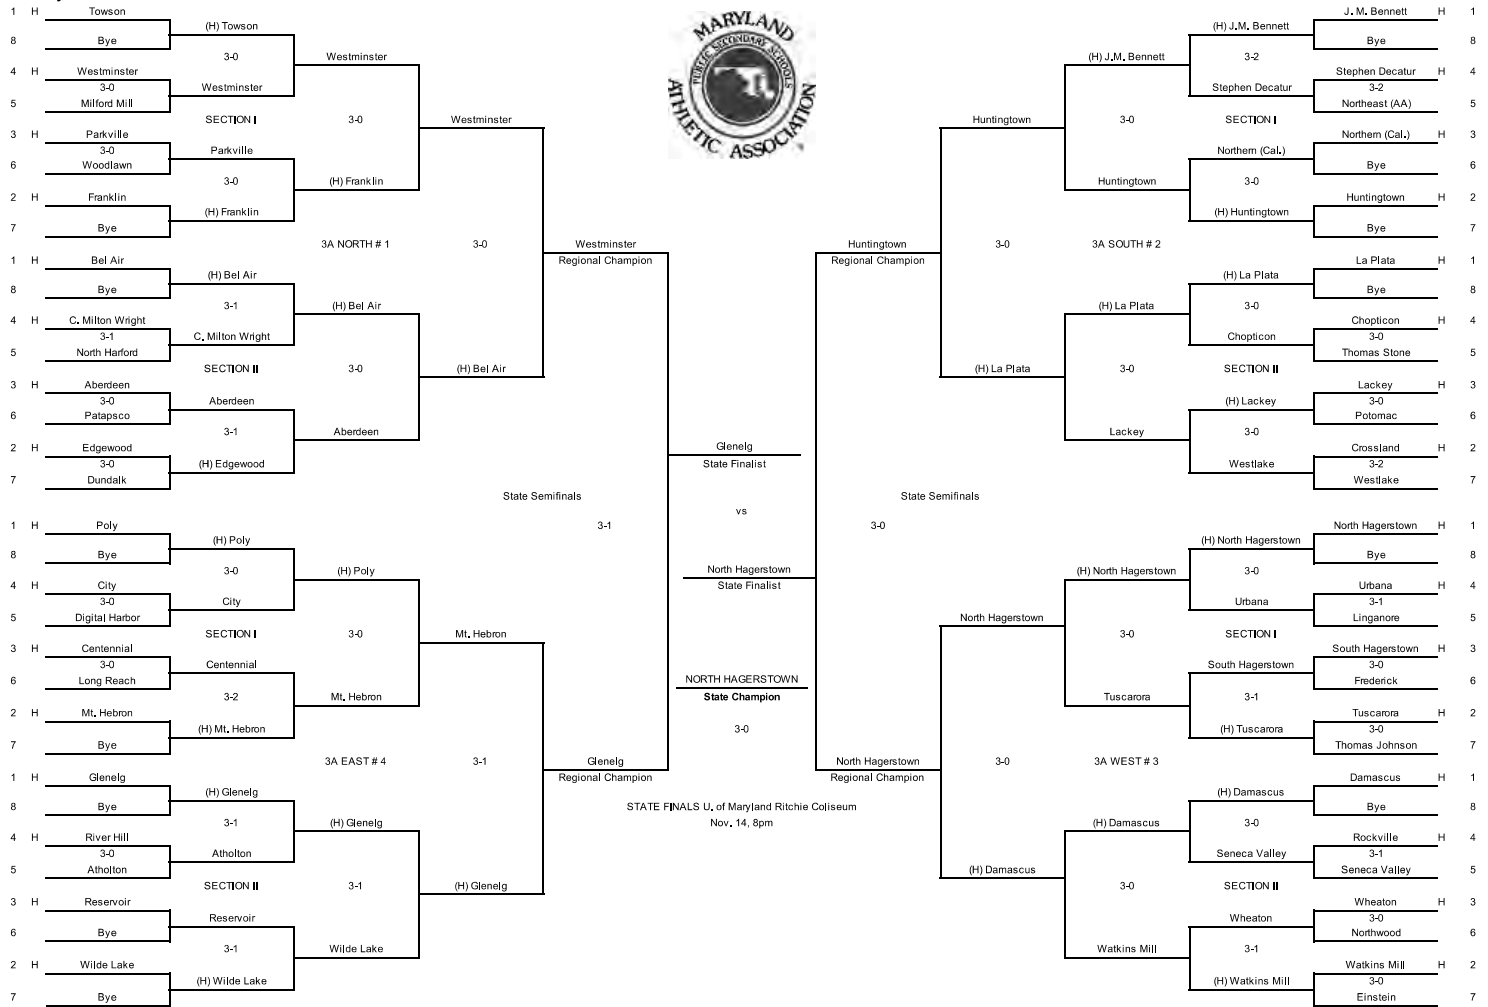 1 H Towson
(H) Towson
8 Bye
3-0
Westminster
4 H Westminster
3-0
Westminster
5 Milford Mill
SECTION I
3-0
Westminster
3 H Parkville
3-0
Parkville
6 Woodlawn
3-0
(H) Franklin
2 H Franklin
(H) Franklin
7 Bye
3A NORTH # 1
3-0
Westminster
Regional Champion
1 H Bel Air
(H) Bel Air
8 Bye
3-1
(H) Bel Air
4 H C. Milton Wright
3-1
C. Milton Wright
5 North Harford
SECTION II
3-0
(H) Bel Air
3 H Aberdeen
3-0
Aberdeen
6 Patapsco
3-1
Aberdeen
2 H Edgewood
3-0
(H) Edgewood
7 Dundalk
State Semifinals
3-1
1 H Poly
(H) Poly
8 Bye
3-0
(H) Poly
4 H City
3-0
City
5 Digital Harbor
SECTION I
3-0
Mt. Hebron
3 H Centennial
3-0
Centennial
6 Long Reach
3-2
Mt. Hebron
2 H Mt. Hebron
(H) Mt. Hebron
7 Bye
3A EAST # 4
3-1
Glenelg
Regional Champion
1 H Glenelg
(H) Glenelg
8 Bye
3-1
(H) Glenelg
4 H River Hill
3-0
Atholton
5 Atholton
SECTION II
3-1
(H) Glenelg
3 H Reservoir
Reservoir
6 Bye
3-1
Wilde Lake
2 H Wilde Lake
(H) Wilde Lake
7 Bye
MARYLAND
PUBLIC SECONDARY SCHOOLS
ATHLETIC ASSOCIATION
Glenelg
State Finalist
vs
North Hagerstown
State Finalist
NORTH HAGERSTOWN
State Champion
3-0
STATE FINALS U. of Maryland Ritchie Coliseum
Nov. 14, 8pm
J. M. Bennett H 1
(H) J.M. Bennett
Bye 8
3-2
(H) J.M. Bennett
Stephen Decatur H 4
3-2
Stephen Decatur
Northeast (AA) 5
SECTION I
3-0
Huntingtown
Northern (Cal.) H 3
Northern (Cal.)
Bye 6
3-0
Huntingtown
Huntingtown H 2
(H) Huntingtown
Bye 7
3A SOUTH # 2
3-0
Huntingtown
Regional Champion
La Plata H 1
(H) La Plata
Bye 8
3-0
(H) La Plata
Chopticon H 4
3-0
Chopticon
Thomas Stone 5
SECTION II
3-0
(H) La Plata
Lackey H 3
3-0
(H) Lackey
Potomac 6
3-0
Lackey
Crossland H 2
3-2
Westlake
Westlake 7
State Semifinals
3-0
North Hagerstown H 1
(H) North Hagerstown
Bye 8
3-0
(H) North Hagerstown
Urbana H 4
3-1
Urbana
Linganore 5
SECTION I
3-0
North Hagerstown
South Hagerstown H 3
3-0
South Hagerstown
Frederick 6
3-1
Tuscarora
Tuscarora H 2
3-0
(H) Tuscarora
Thomas Johnson 7
3A WEST # 3
3-0
North Hagerstown
Regional Champion
Damascus H 1
(H) Damascus
Bye 8
3-0
(H) Damascus
Rockville H 4
3-1
Seneca Valley
Seneca Valley 5
SECTION II
3-0
(H) Damascus
Wheaton H 3
3-0
Wheaton
Northwood 6
3-1
Watkins Mill
Watkins Mill H 2
3-0
(H) Watkins Mill
Einstein 7